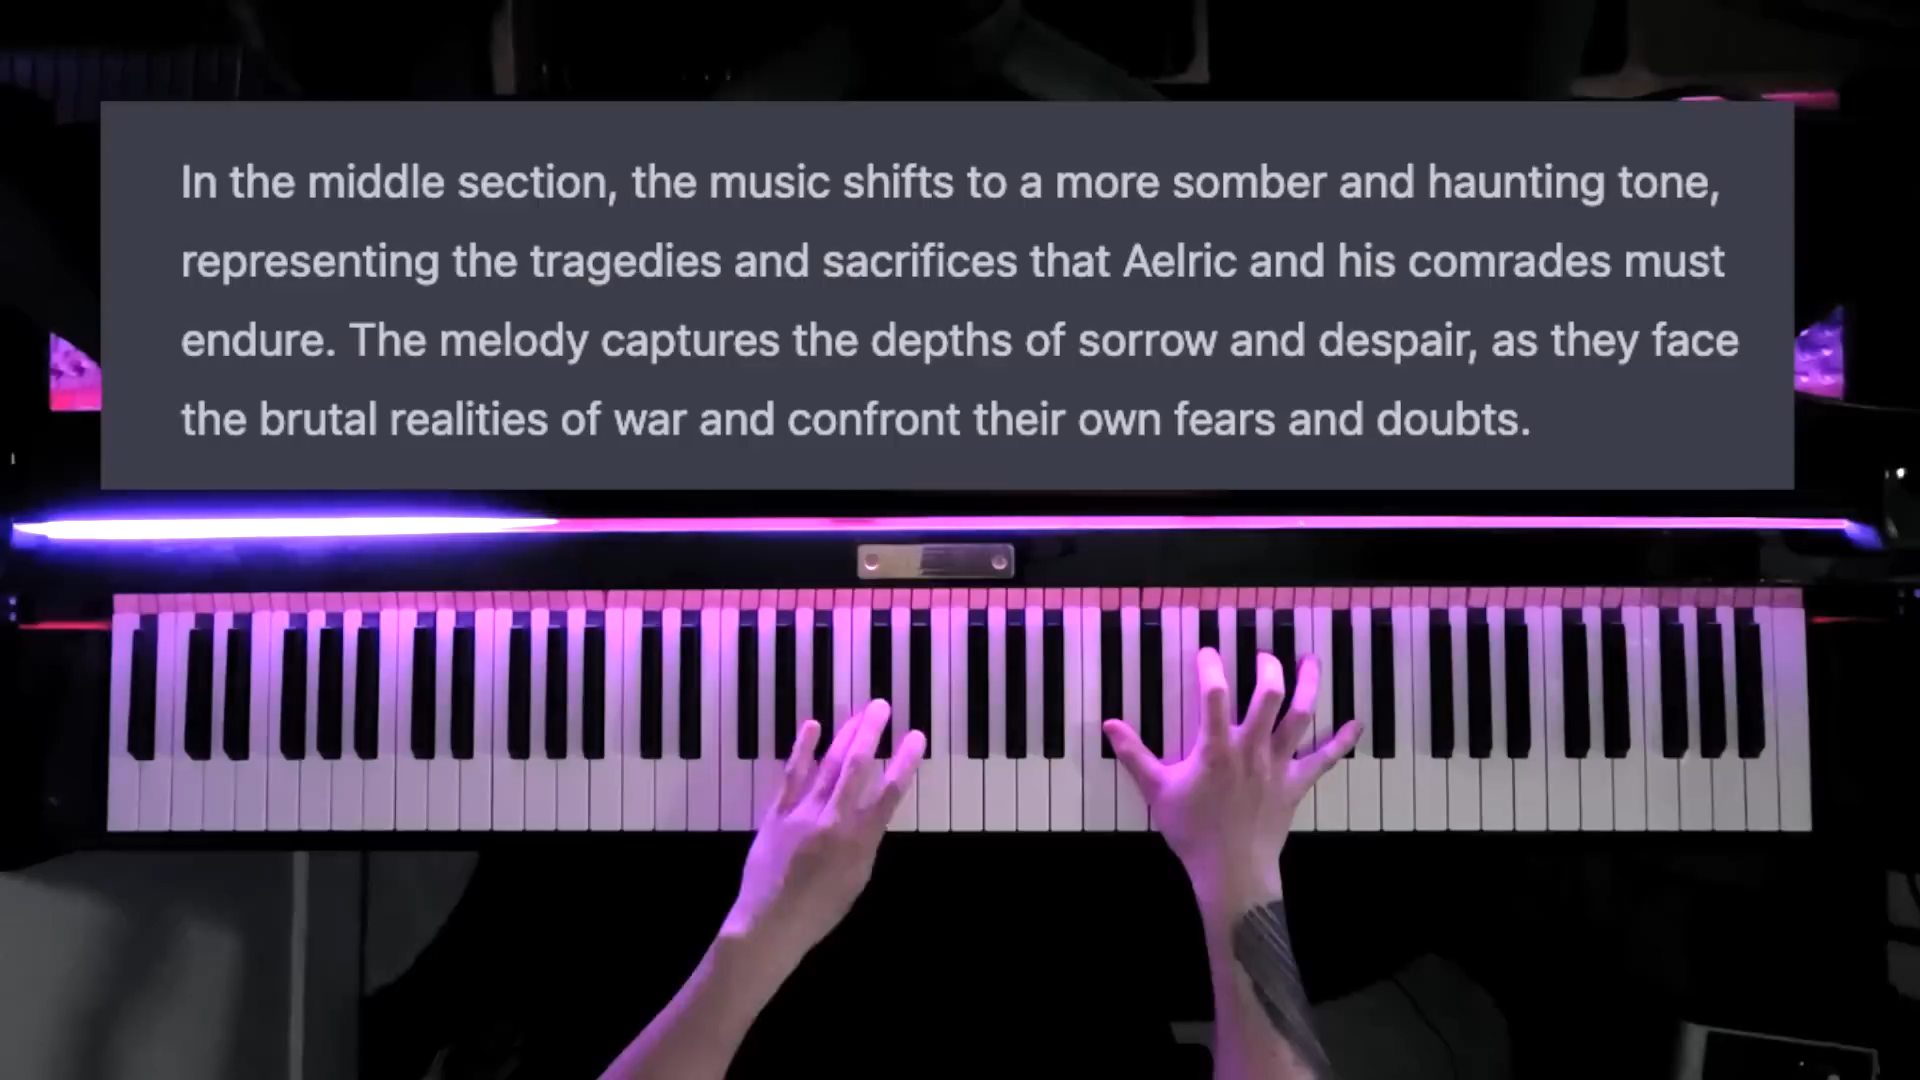 In the middle section, the music shifts to a more somber and haunting tone,
representing the tragedies and sacrifices that Aelric and his comrades must
endure. The melody captures the depths of sorrow and despair, as they face
the brutal realities of war and confront their own fears and doubts.